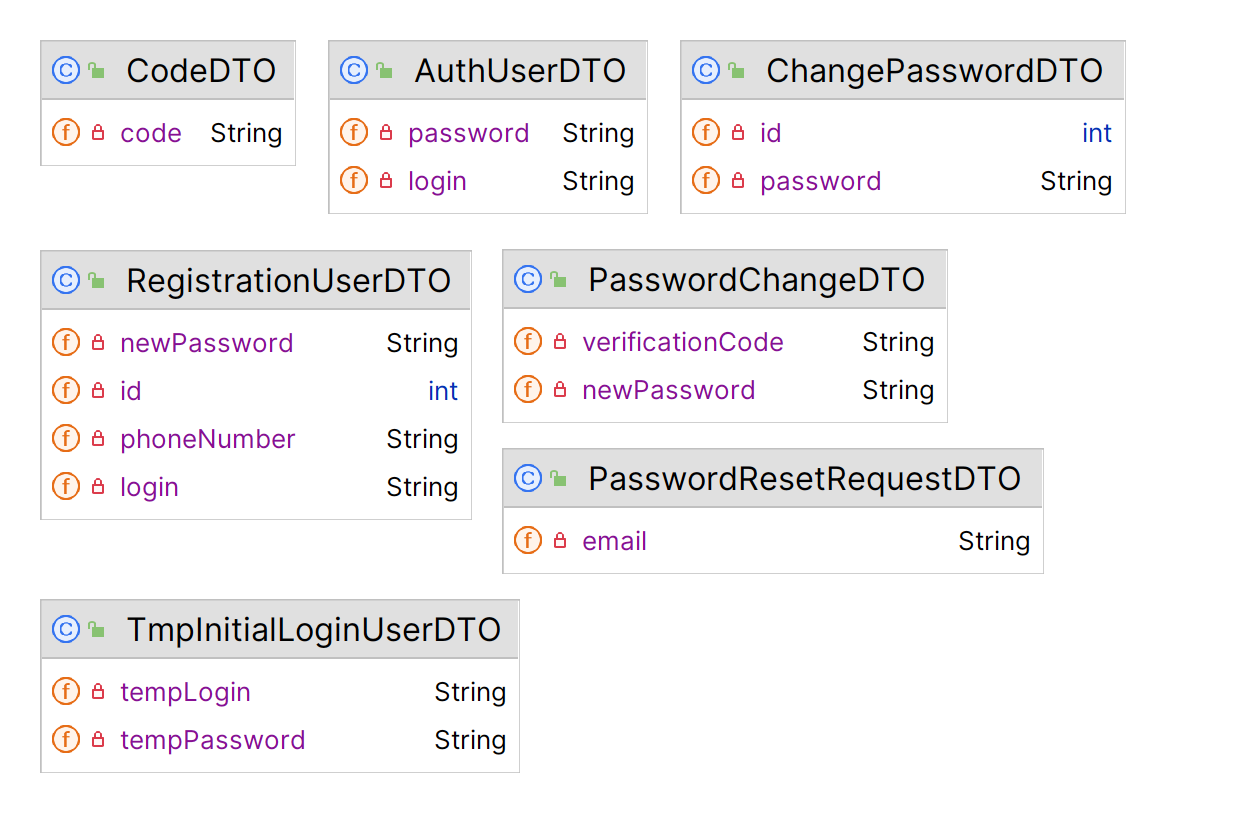 CodeDTO
code String
AuthUserDTO
password String
login String
ChangePasswordDTO
id int
password String
RegistrationUserDTO
newPassword String
id int
phoneNumber String
login String
PasswordChangeDTO
verificationCode String
newPassword String
PasswordResetRequestDTO
email String
TmpInitialLoginUserDTO
tempLogin String
tempPassword String